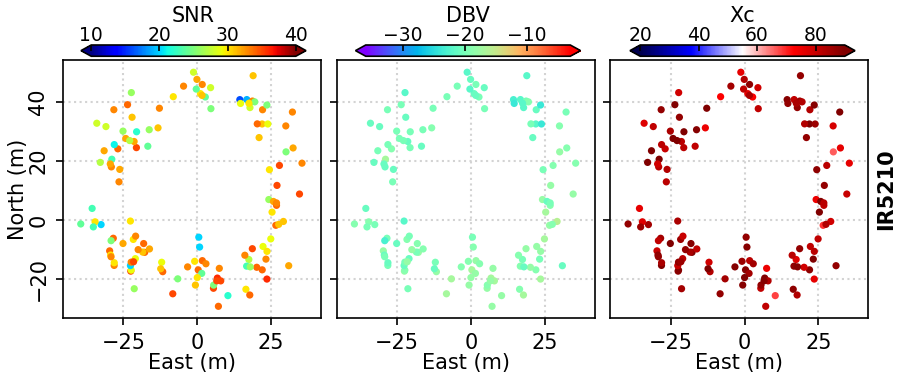 SNR DBV Xc
10 20 30 40 −30 −20 −10 20 40 60 80
North (m)
40
20
0
−20
IR5210
−25 0 25 −25 0 25 −25 0 25
East (m) East (m) East (m)